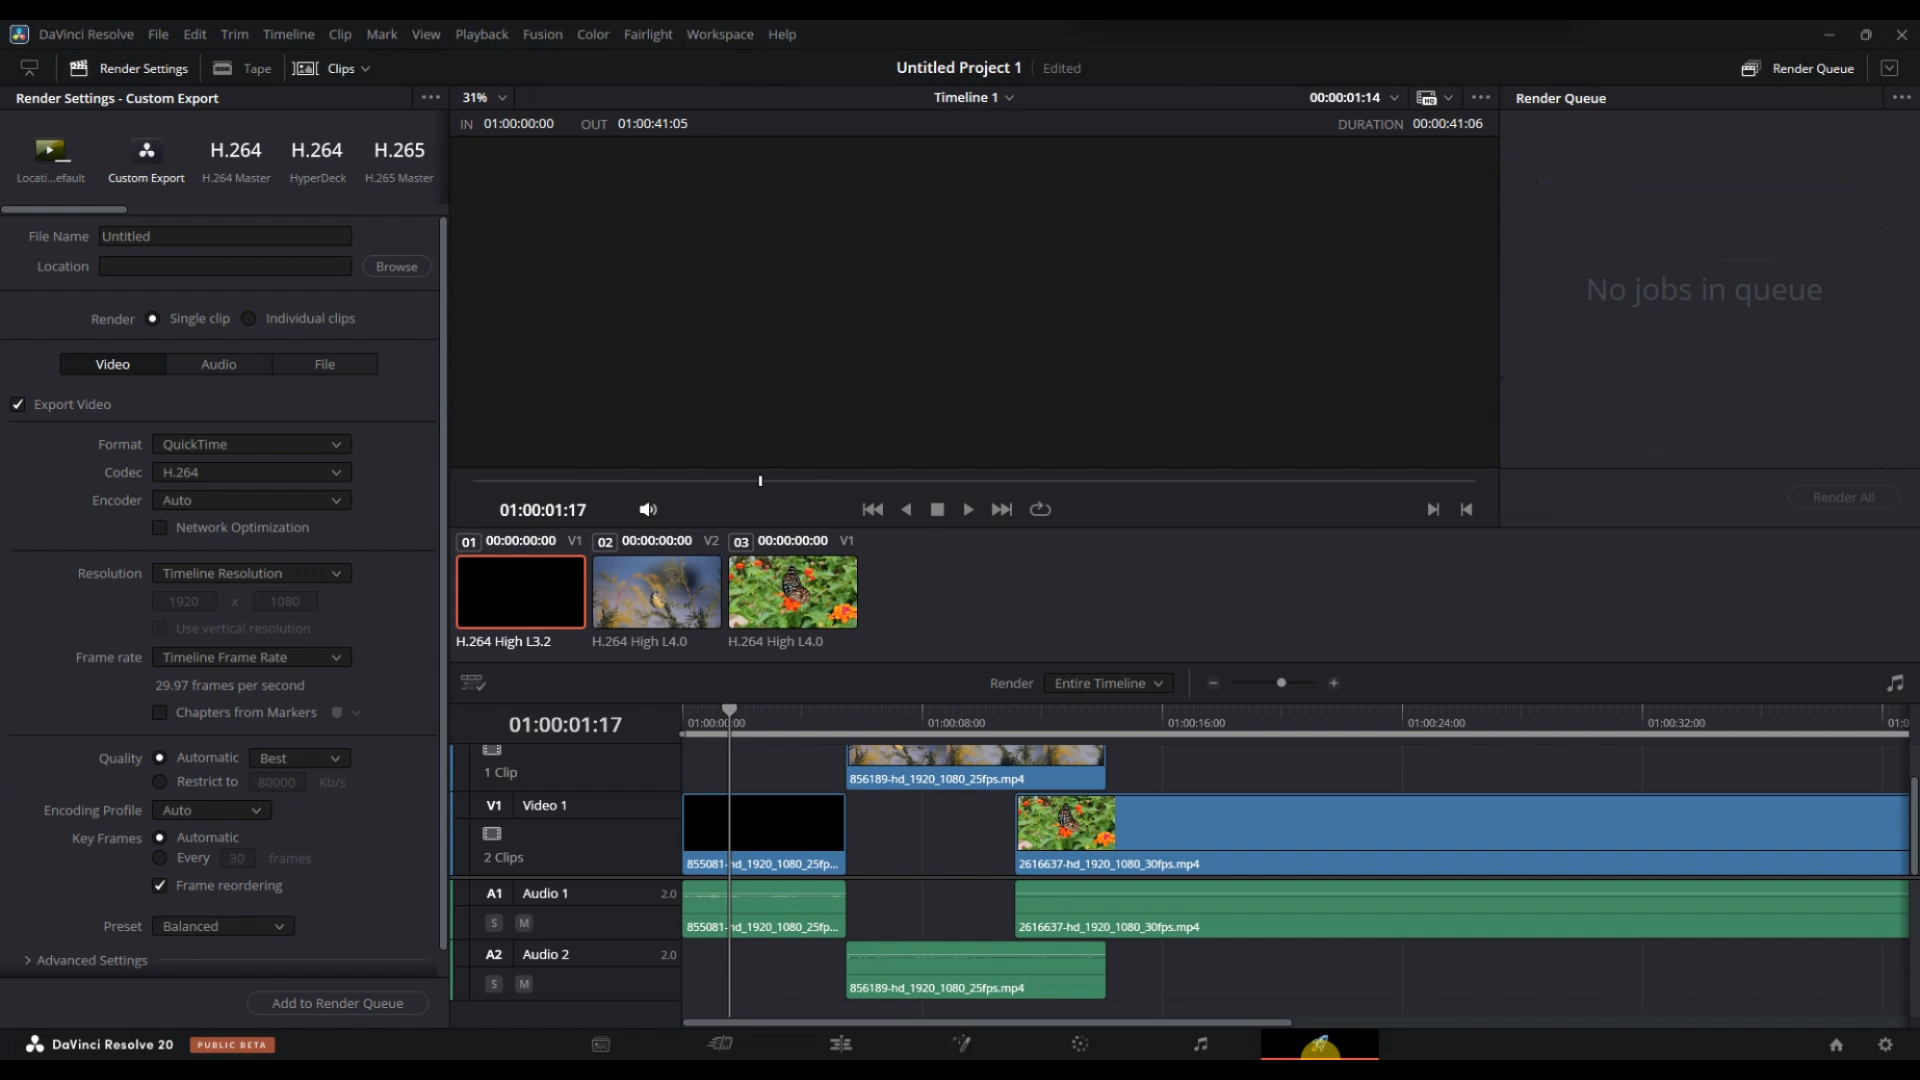 DaVinci Resolve File Edit Trim Timeline Clip Mark View Playback Fusion Color Fairlight Workspace Help
Render Settings Tape Clips Untitled Project 1 Edited Render Queue
Render Settings - Custom Export 31% Timeline 1 00:00:01:14 HQ Render Queue
IN 01:00:00:00 OUT 01:00:41:05 DURATION 00:00:41:06
H.264 H.264 H.265
Locati...efault Custom Export H.264 Master HyperDeck H.265 Master
File Name Untitled
Location Browse
No jobs in queue
Render Single clip Individual clips
Video Audio File
Export Video
Format QuickTime
Codec H.264
Encoder Auto
Network Optimization
Render All
01:00:01:17
01 00:00:00:00 V1 02 00:00:00:00 V2 03 00:00:00:00 V1
H.264 High L3.2 H.264 High L4.0 H.264 High L4.0
Resolution Timeline Resolution
1920 x 1080
Use vertical resolution
Frame rate Timeline Frame Rate
29.97 frames per second
Chapters from Markers
Render Entire Timeline
01:00:01:17 01:00:00:00 01:00:08:00 01:00:16:00 01:00:24:00 01:00:32:00 01:0
Quality Automatic Best
Restrict to 80000 Kb/s
Encoding Profile Auto
Key Frames Automatic
Every 30 frames
Frame reordering
Preset Balanced
Advanced Settings
Add to Render Queue
1 Clip 856189-hd_1920_1080_25fps.mp4
V1 Video 1
2 Clips 855081-hd_1920_1080_25fp... 2616637-hd_1920_1080_30fps.mp4
A1 Audio 1 2.0
S M 855081-hd_1920_1080_25fp... 2616637-hd_1920_1080_30fps.mp4
A2 Audio 2 2.0
S M 856189-hd_1920_1080_25fps.mp4
DaVinci Resolve 20 PUBLIC BETA